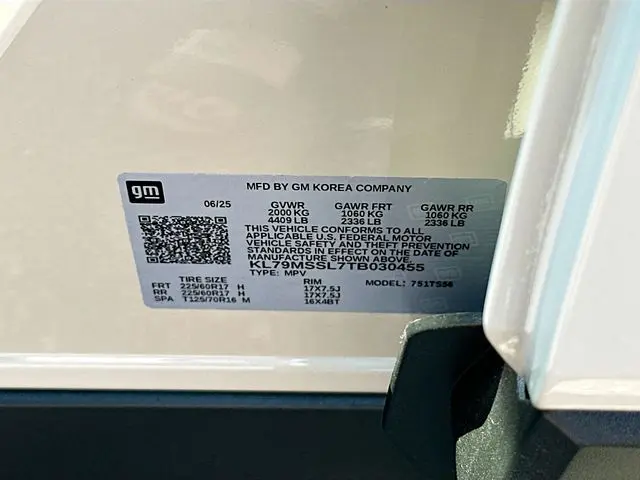 gm
MFD BY GM KOREA COMPANY
06/25 GVWR GAWR FRT GAWR RR
2000 KG 1060 KG 1060 KG
4409 LB 2336 LB 2336 LB
THIS VEHICLE CONFORMS TO ALL
APPLICABLE U.S. FEDERAL MOTOR
VEHICLE SAFETY AND THEFT PREVENTION
STANDARDS IN EFFECT ON THE DATE OF
MANUFACTURE SHOWN ABOVE.
KL79MSSL7TB030455
TYPE: MPV MODEL: 751TS56
TIRE SIZE RIM
FRT 225/60R17 H 17X7.5J
RR 225/60R17 H 17X7.5J
SPA T125/70R16 M 16X4BT